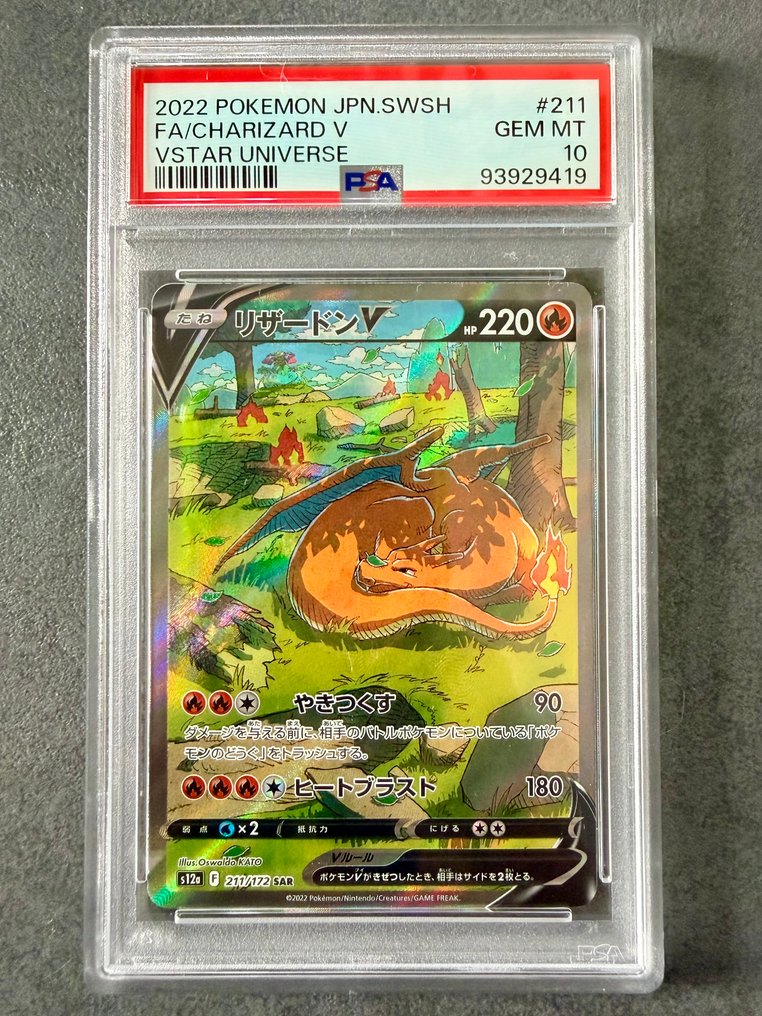 2022 POKEMON JPN.SWSH #211
FA/CHARIZARD V GEM MT
VSTAR UNIVERSE 10
PSA 93929419
たね リザードンV HP 220
やきつくす 90
ダメージを与える前に、相手のバトルポケモンについている「ポケ
モンのどうぐ」をトラッシュする。
ヒートブラスト 180
弱点 ×2 抵抗力 にげる
Illus. Oswaldo KATO
Vルール
ポケモンVがきぜつしたとき、相手はサイドを2枚とる。
s12a F 211/172 SAR
©2022 Pokémon/Nintendo/Creatures/GAME FREAK.
PSA